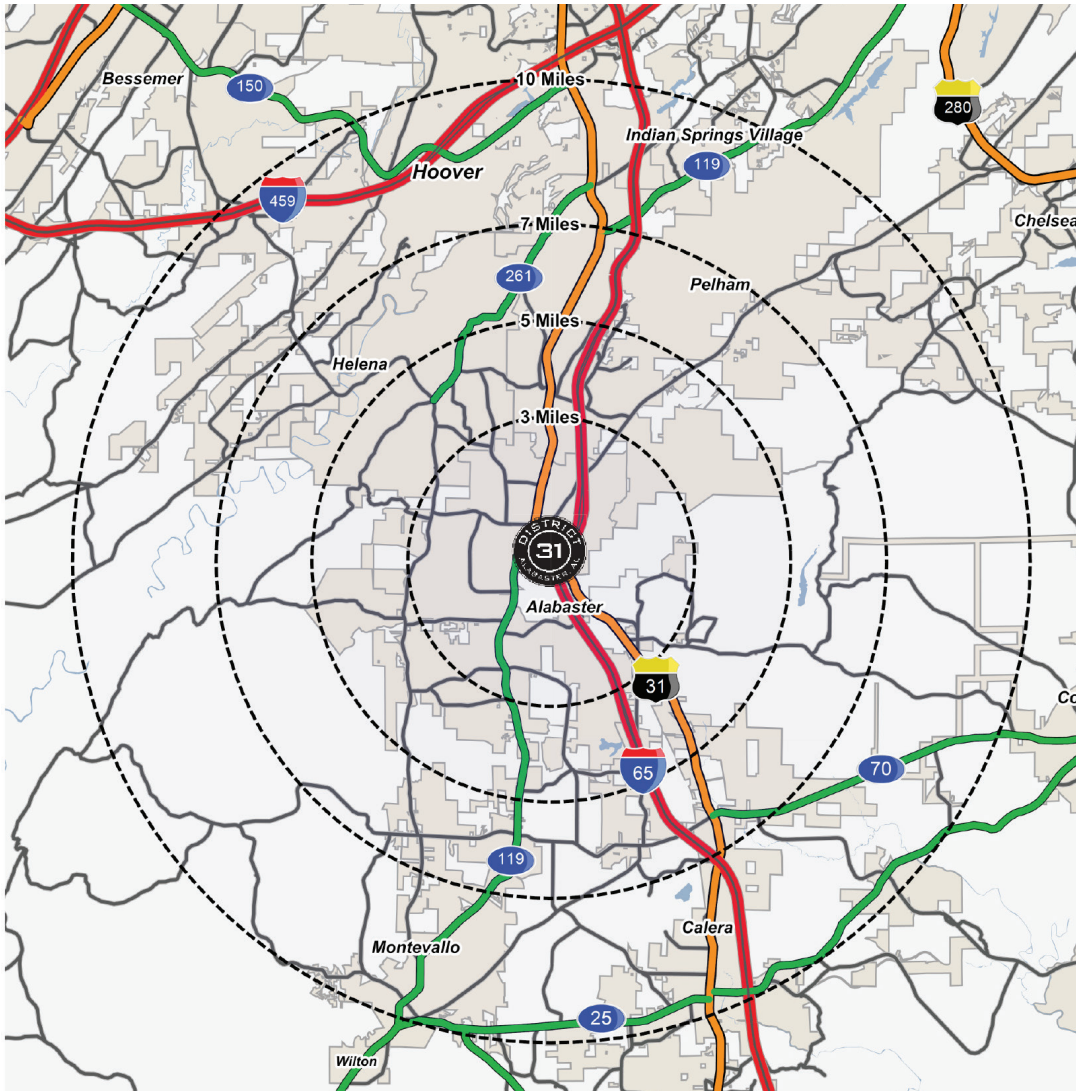 Bessemer
150
10 Miles
280
Indian Springs Village
119
Hoover
459
Chelsea
7 Miles
261
Pelham
5 Miles
Helena
3 Miles
DISTRICT
31
ALABASTER, AL
Alabaster
31
Co
65
70
119
Calera
Montevallo
25
Wilton